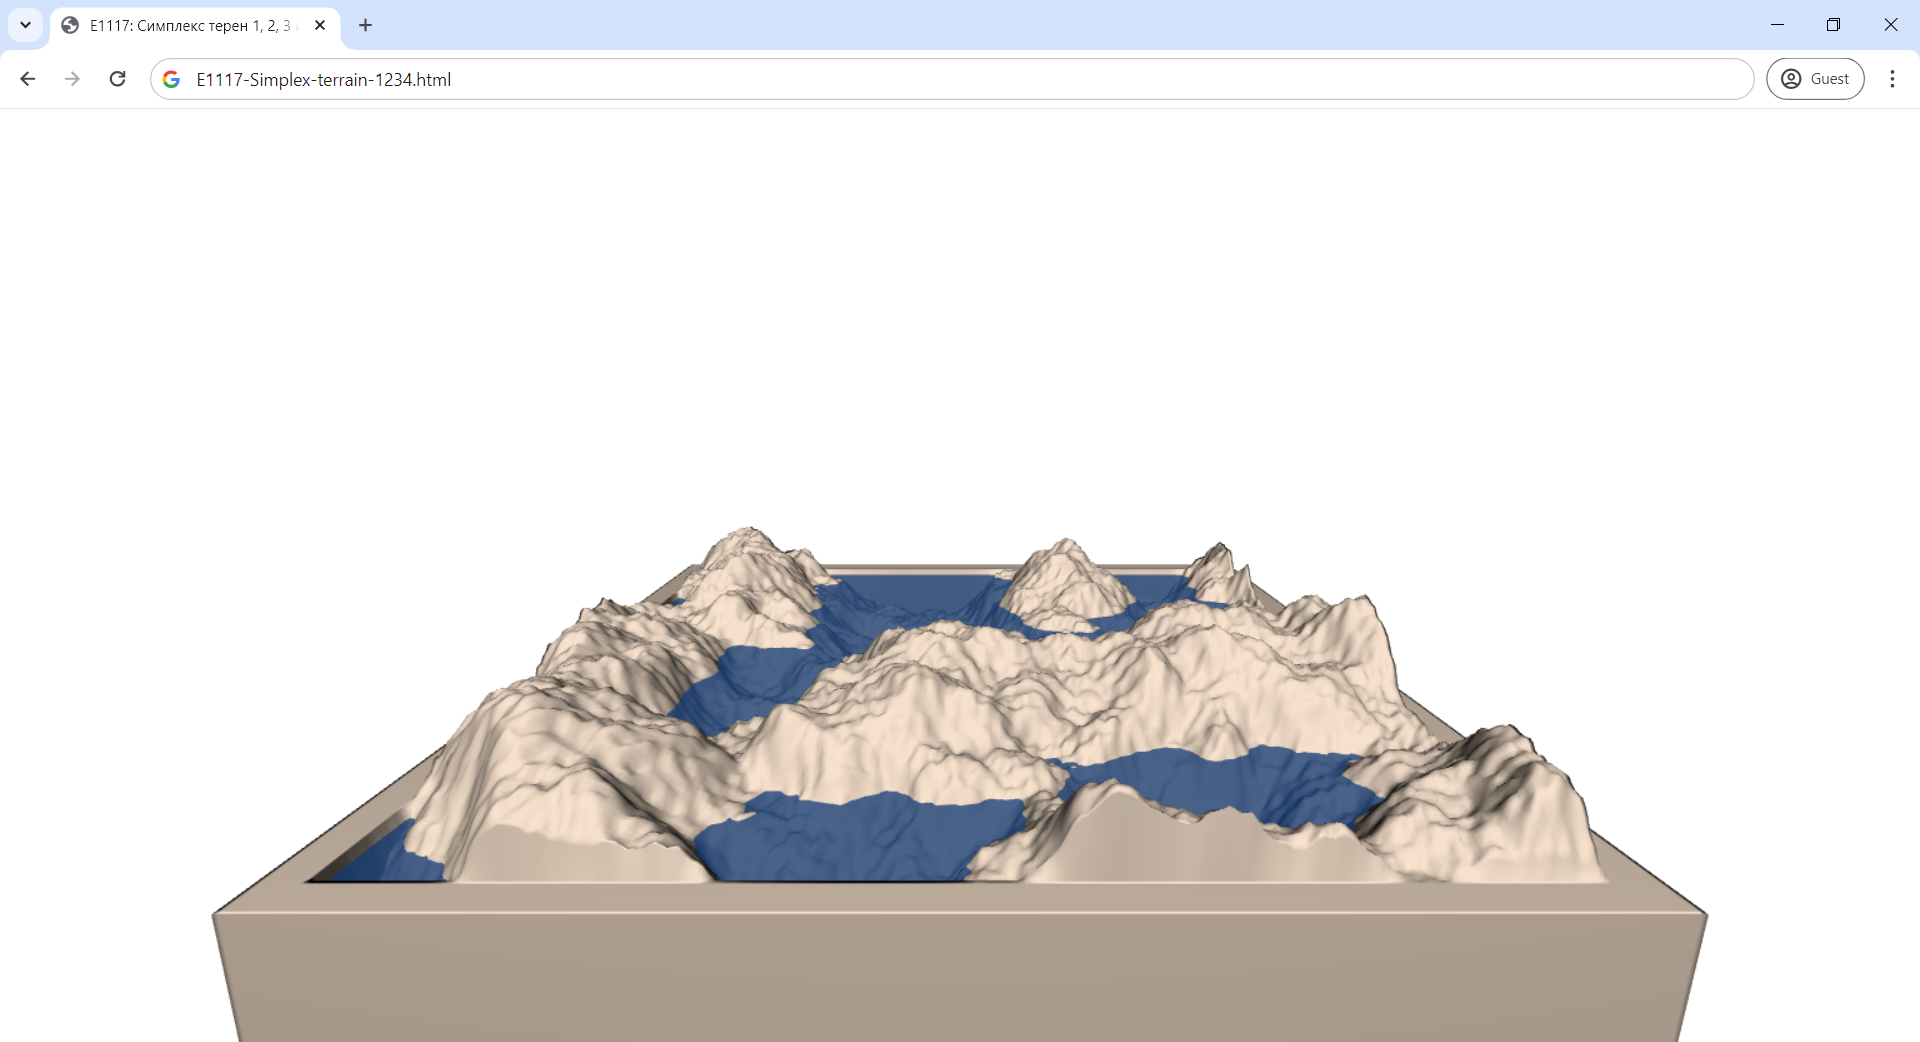 E1117: Симплекс терен 1, 2, 3
E1117-Simplex-terrain-1234.html
Guest